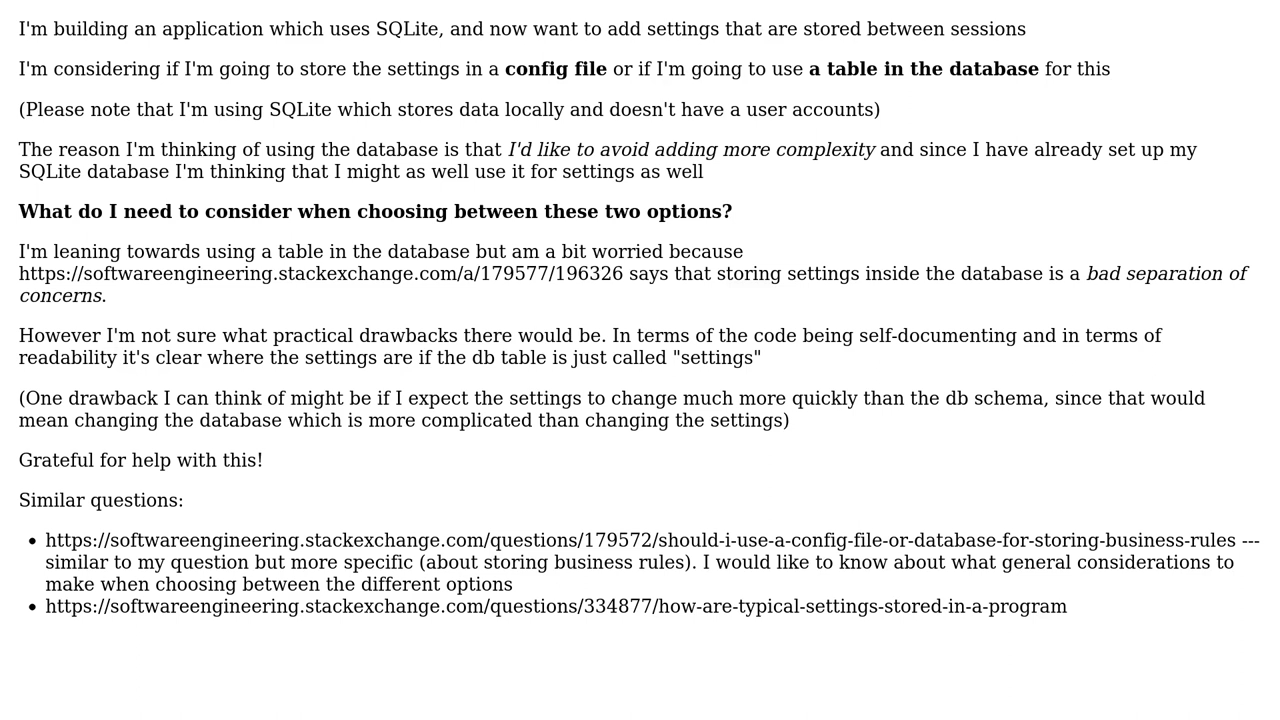 I'm building an application which uses SQLite, and now want to add settings that are stored between sessions
I'm considering if I'm going to store the settings in a config file or if I'm going to use a table in the database for this
(Please note that I'm using SQLite which stores data locally and doesn't have a user accounts)
The reason I'm thinking of using the database is that I'd like to avoid adding more complexity and since I have already set up my
SQLite database I'm thinking that I might as well use it for settings as well
What do I need to consider when choosing between these two options?
I'm leaning towards using a table in the database but am a bit worried because
https://softwareengineering.stackexchange.com/a/179577/196326 says that storing settings inside the database is a bad separation of
concerns.
However I'm not sure what practical drawbacks there would be. In terms of the code being self-documenting and in terms of
readability it's clear where the settings are if the db table is just called "settings"
(One drawback I can think of might be if I expect the settings to change much more quickly than the db schema, since that would
mean changing the database which is more complicated than changing the settings)
Grateful for help with this!
Similar questions:
• https://softwareengineering.stackexchange.com/questions/179572/should-i-use-a-config-file-or-database-for-storing-business-rules ---
similar to my question but more specific (about storing business rules). I would like to know about what general considerations to
make when choosing between the different options
• https://softwareengineering.stackexchange.com/questions/334877/how-are-typical-settings-stored-in-a-program